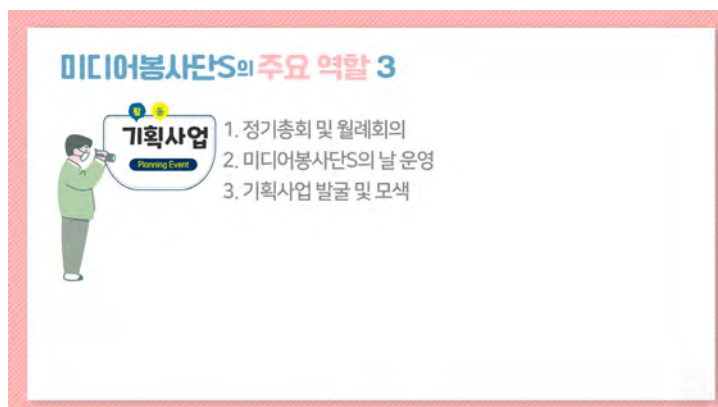 미디어봉사단S의 주요 역할 3
활동
기획사업
Planning Event
1. 정기총회 및 월례회의
2. 미디어봉사단S의 날 운영
3. 기획사업 발굴 및 모색